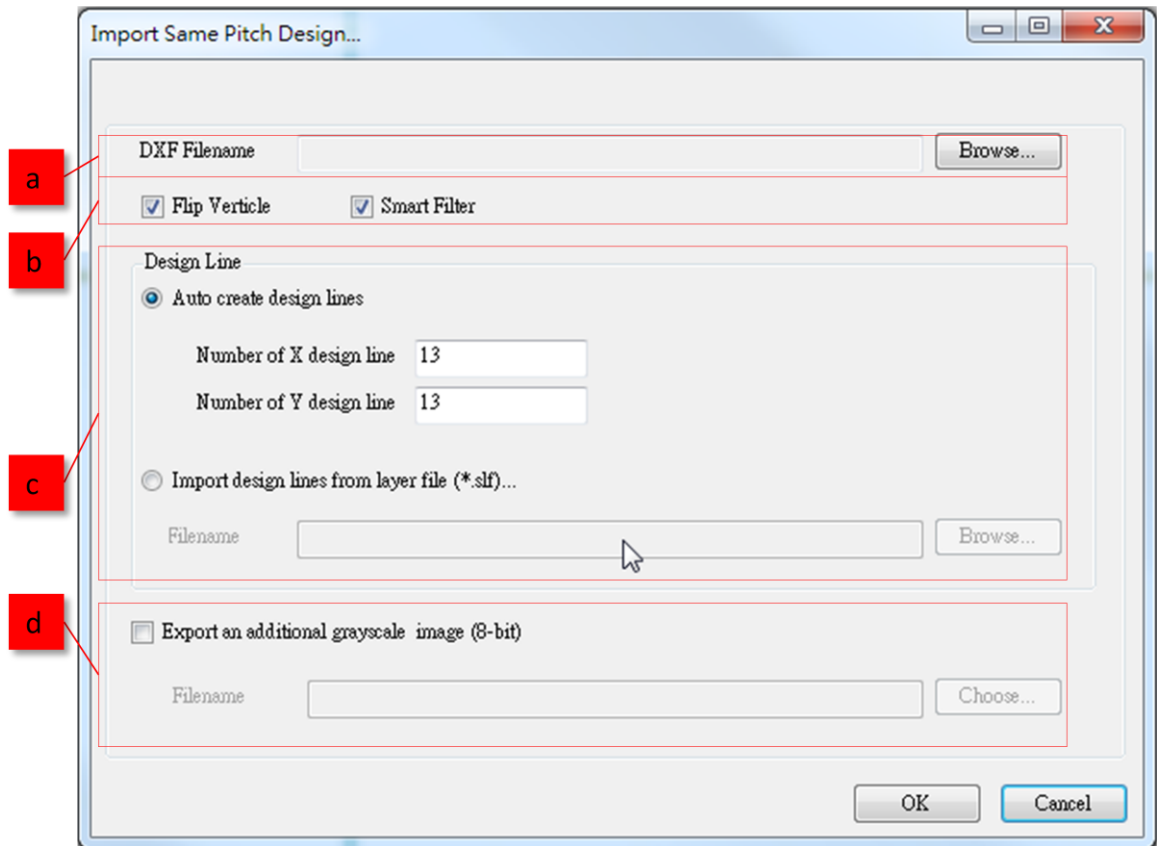 Import Same Pitch Design...
a
DXF Filename Browse...
b
Flip Verticle Smart Filter
c
Design Line
Auto create design lines
Number of X design line 13
Number of Y design line 13
Import design lines from layer file (*.slf)...
Filename Browse...
d
Export an additional grayscale image (8-bit)
Filename Choose...
OK Cancel